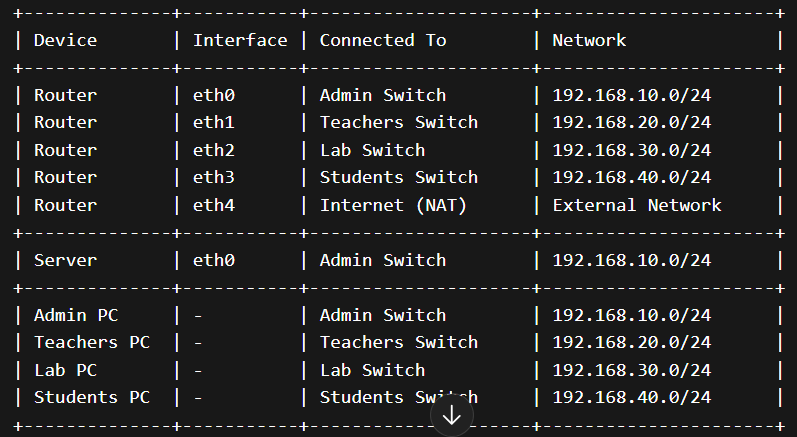 +--------------+-----------+----------------------+----------------------+
| Device       | Interface | Connected To         | Network              |
+--------------+-----------+----------------------+----------------------+
| Router       | eth0      | Admin Switch         | 192.168.10.0/24      |
| Router       | eth1      | Teachers Switch      | 192.168.20.0/24      |
| Router       | eth2      | Lab Switch           | 192.168.30.0/24      |
| Router       | eth3      | Students Switch      | 192.168.40.0/24      |
| Router       | eth4      | Internet (NAT)       | External Network     |
+--------------+-----------+----------------------+----------------------+
| Server       | eth0      | Admin Switch         | 192.168.10.0/24      |
+--------------+-----------+----------------------+----------------------+
| Admin PC     | -         | Admin Switch         | 192.168.10.0/24      |
| Teachers PC  | -         | Teachers Switch      | 192.168.20.0/24      |
| Lab PC       | -         | Lab Switch           | 192.168.30.0/24      |
| Students PC  | -         | Students Switch      | 192.168.40.0/24      |
+--------------+-----------+----------------------+----------------------+